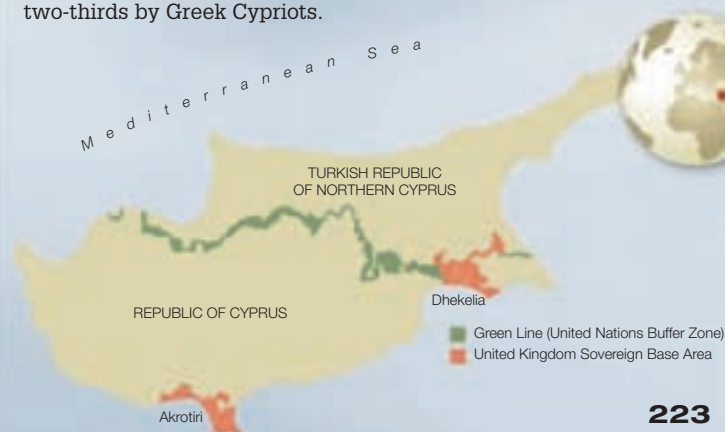 two-thirds by Greek Cypriots.
Mediterranean Sea
TURKISH REPUBLIC
OF NORTHERN CYPRUS
REPUBLIC OF CYPRUS
Dhekelia
Green Line (United Nations Buffer Zone)
United Kingdom Sovereign Base Area
Akrotiri
223